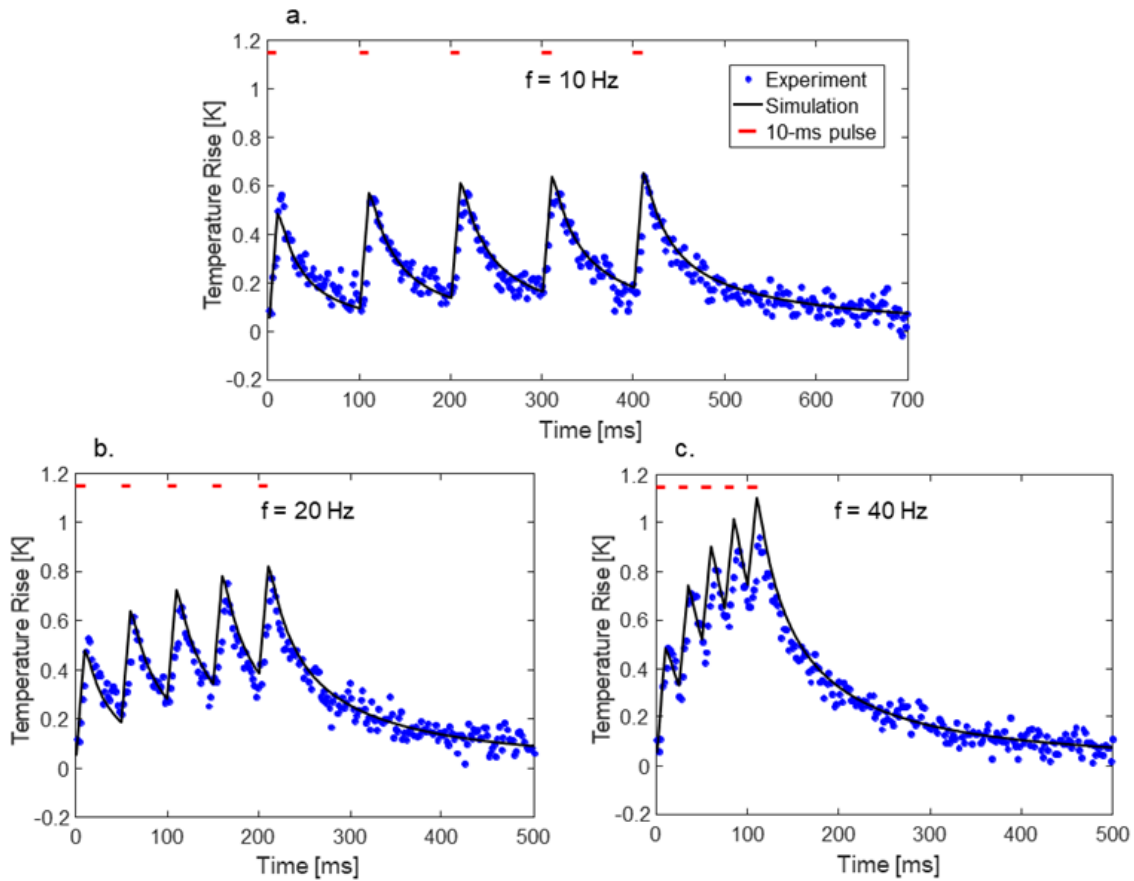 a.
1.2
1
0.8
0.6
0.4
0.2
0
-0.2
Temperature Rise [K]
f = 10 Hz
Experiment
Simulation
10-ms pulse
0 100 200 300 400 500 600 700
Time [ms]
b.
1.2
1
0.8
0.6
0.4
0.2
0
-0.2
Temperature Rise [K]
f = 20 Hz
0 100 200 300 400 500
Time [ms]
c.
1.2
1
0.8
0.6
0.4
0.2
0
-0.2
Temperature Rise [K]
f = 40 Hz
0 100 200 300 400 500
Time [ms]